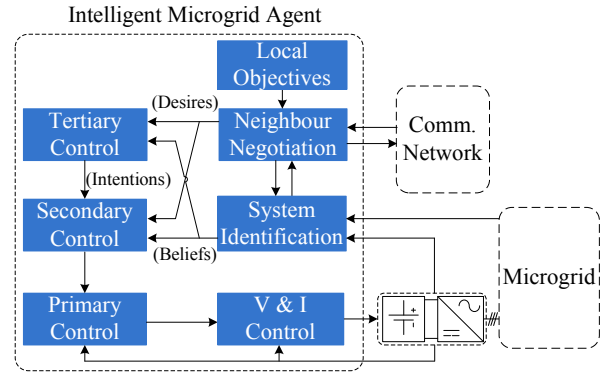 Intelligent Microgrid Agent
Local
Objectives
(Desires)
Tertiary
Control
Neighbour
Negotiation
Comm.
Network
(Intentions)
Secondary
Control
System
Identification
(Beliefs)
Microgrid
Primary
Control
V & I
Control